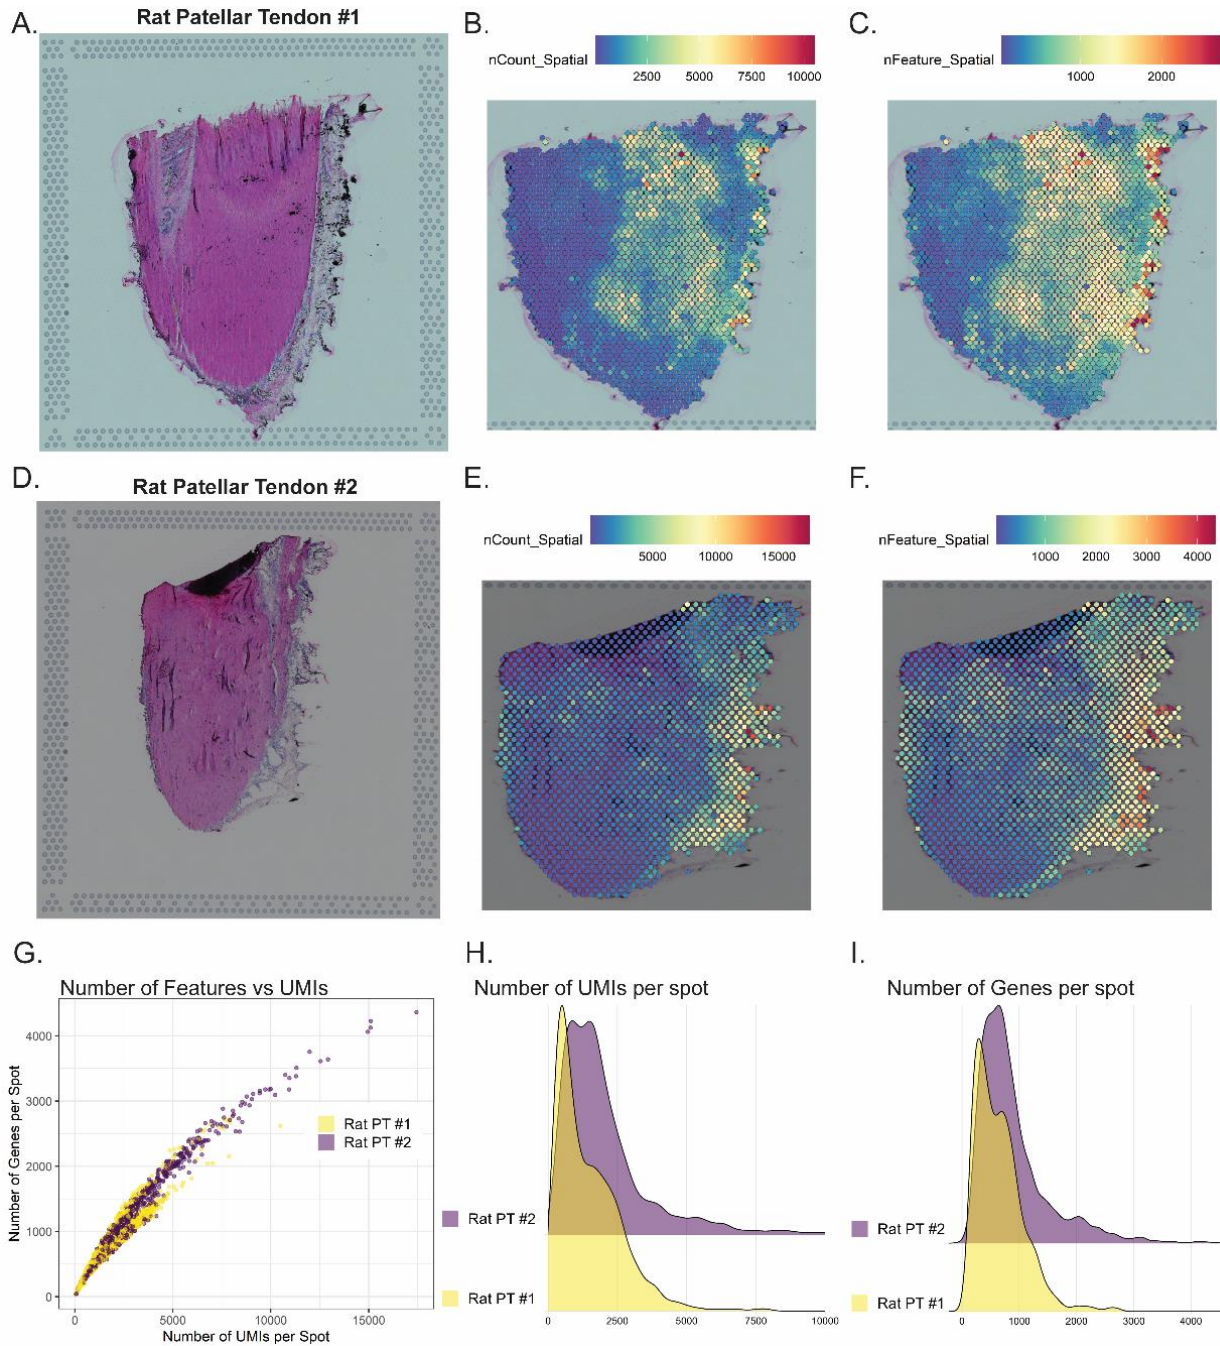 A.
Rat Patellar Tendon #1
B.
nCount_Spatial
2500 5000 7500 10000
C.
nFeature_Spatial
1000 2000
D.
Rat Patellar Tendon #2
E.
nCount_Spatial
5000 10000 15000
F.
nFeature_Spatial
1000 2000 3000 4000
G.
Number of Features vs UMIs
Number of Genes per Spot
4000
3000
2000
1000
0
Rat PT #1
Rat PT #2
0 5000 10000 15000
Number of UMIs per Spot
H.
Number of UMIs per spot
Rat PT #2
Rat PT #1
0 2500 5000 7500 10000
I.
Number of Genes per spot
Rat PT #2
Rat PT #1
0 1000 2000 3000 4000